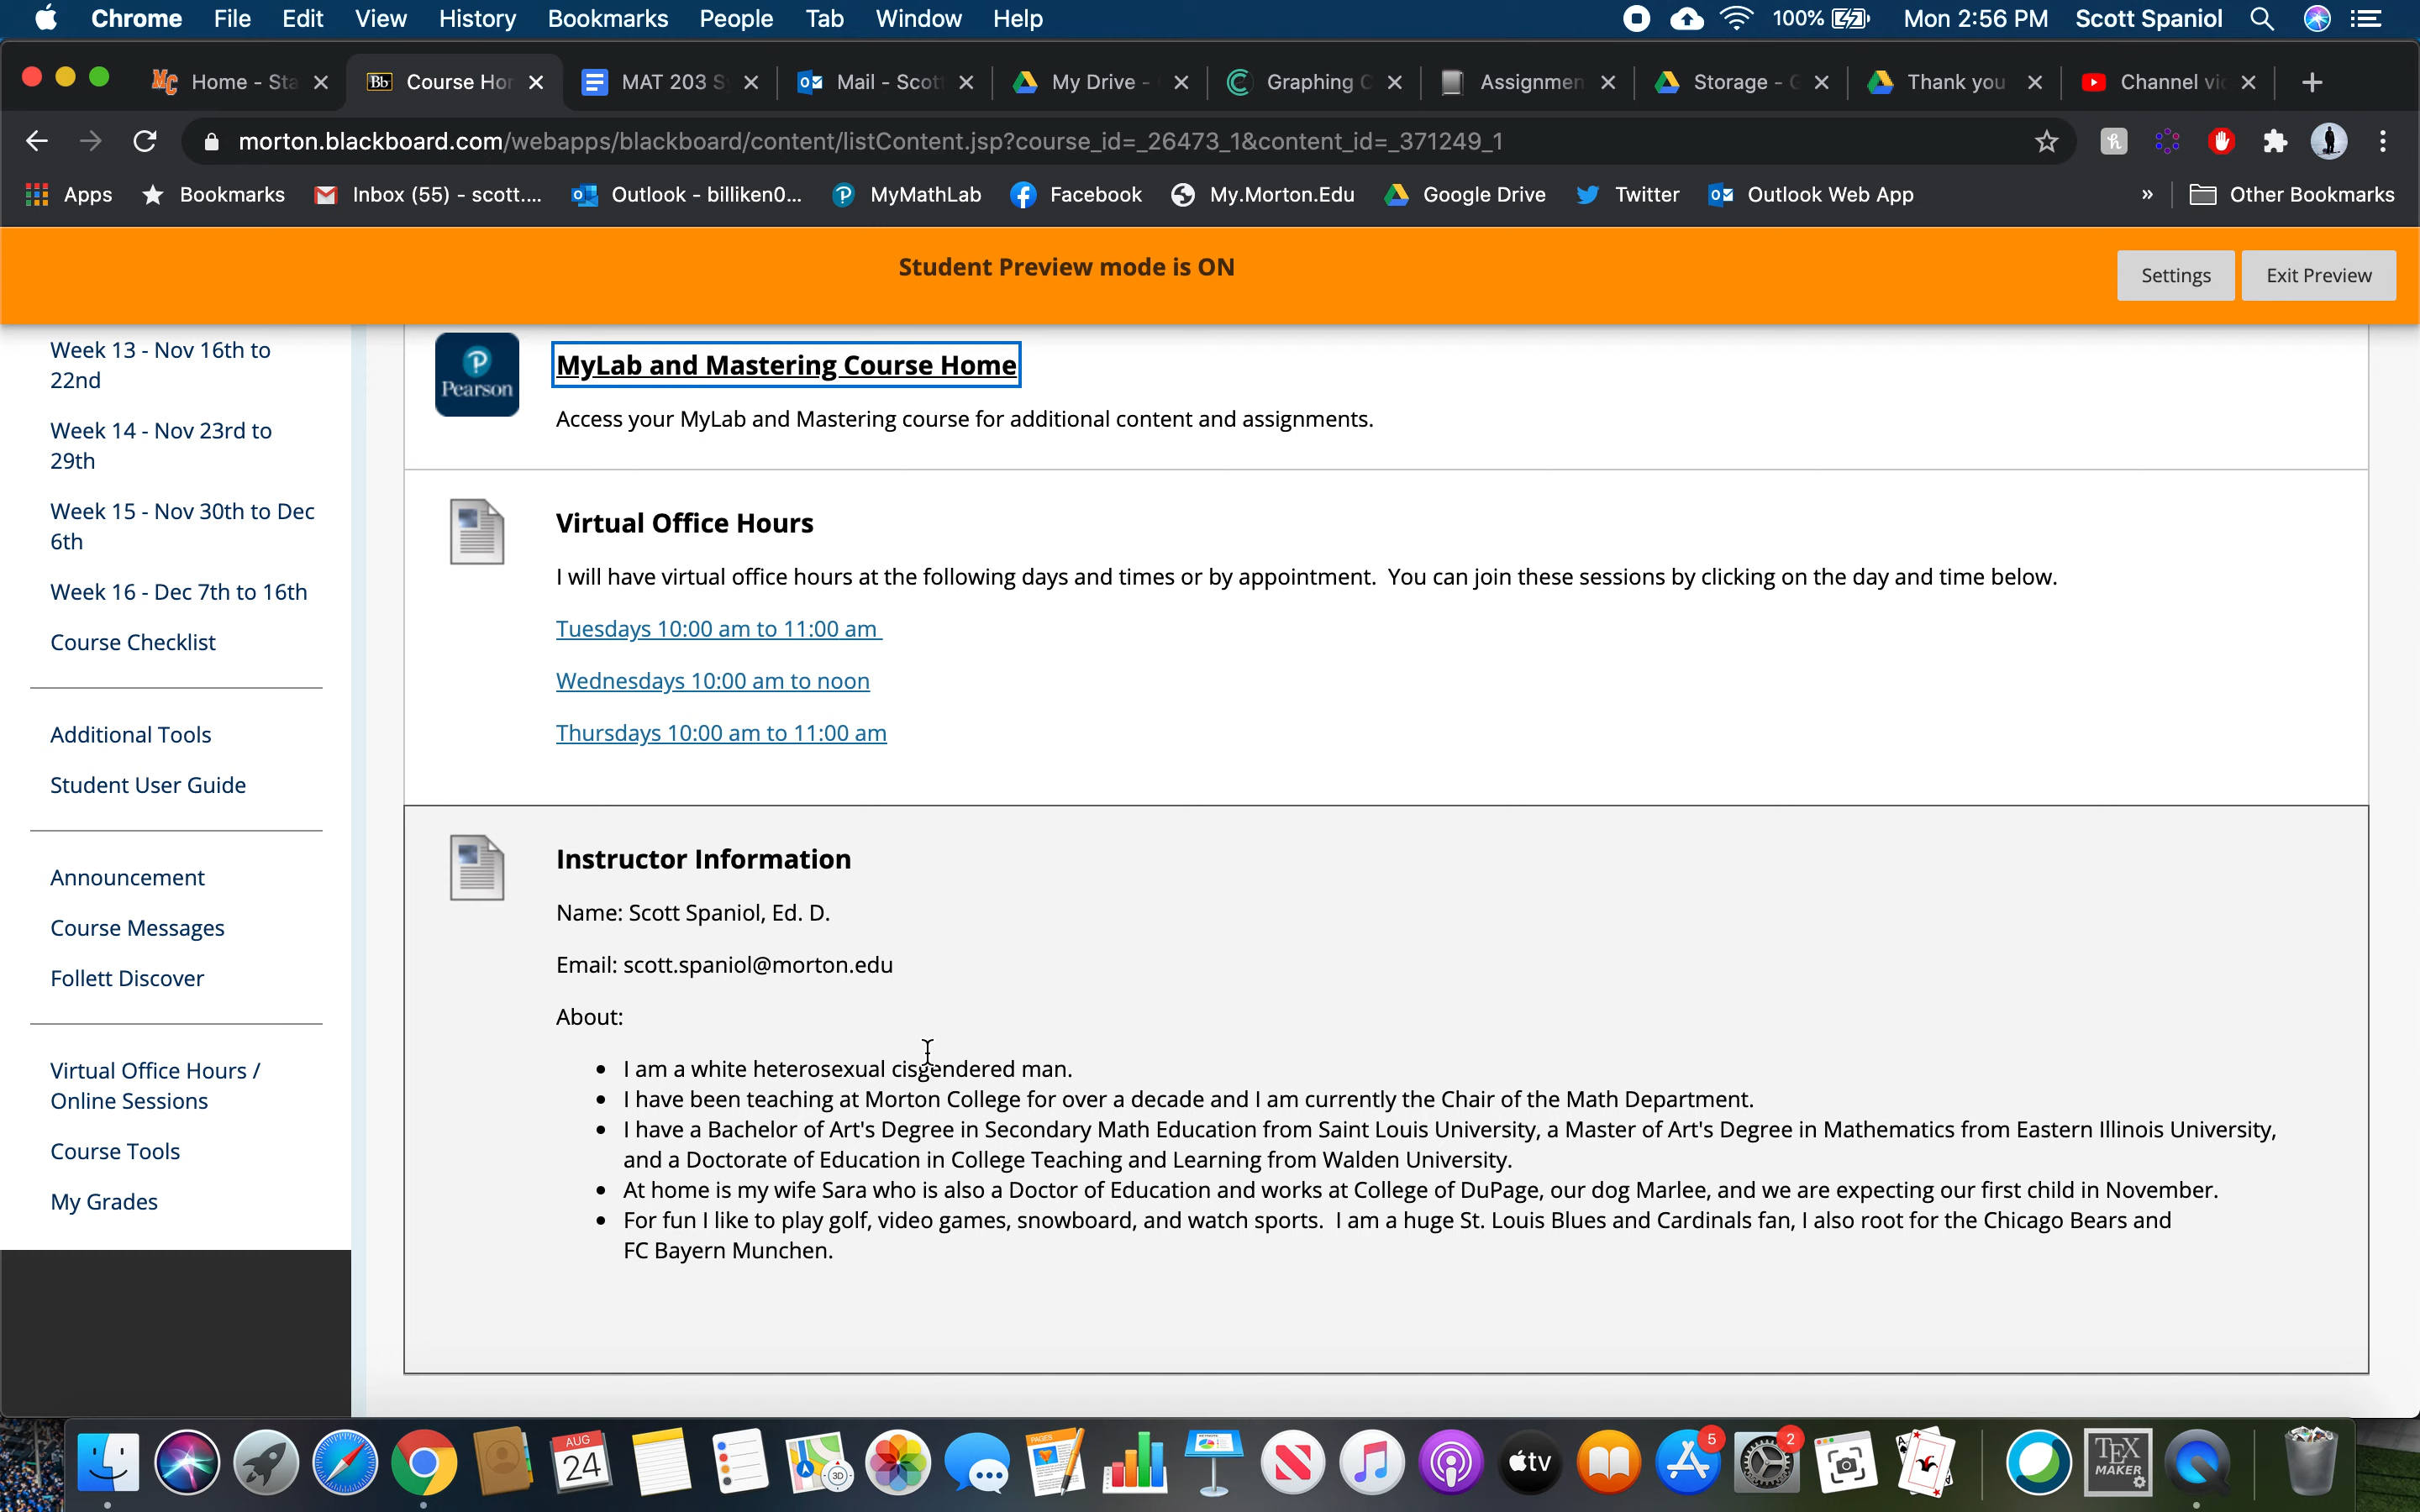 Chrome File Edit View History Bookmarks People Tab Window Help 100% Mon 2:56 PM Scott Spaniol
Home - Sta Course Hor MAT 203 S Mail - Scot My Drive - Graphing C Assignmen Storage - G Thank you Channel vic
morton.blackboard.com/webapps/blackboard/content/listContent.jsp?course_id=_26473_1&content_id=_371249_1
Apps Bookmarks Inbox (55) - scott.... Outlook - billiken0... MyMathLab Facebook My.Morton.Edu Google Drive Twitter Outlook Web App » Other Bookmarks
Student Preview mode is ON
Settings Exit Preview
Week 13 - Nov 16th to
22nd
Week 14 - Nov 23rd to
29th
Week 15 - Nov 30th to Dec
6th
Week 16 - Dec 7th to 16th
Course Checklist
Additional Tools
Student User Guide
Announcement
Course Messages
Follett Discover
Virtual Office Hours /
Online Sessions
Course Tools
My Grades
Pearson
MyLab and Mastering Course Home
Access your MyLab and Mastering course for additional content and assignments.
Virtual Office Hours
I will have virtual office hours at the following days and times or by appointment. You can join these sessions by clicking on the day and time below.
Tuesdays 10:00 am to 11:00 am
Wednesdays 10:00 am to noon
Thursdays 10:00 am to 11:00 am
Instructor Information
Name: Scott Spaniol, Ed. D.
Email: scott.spaniol@morton.edu
About:
• I am a white heterosexual cisgendered man.
• I have been teaching at Morton College for over a decade and I am currently the Chair of the Math Department.
• I have a Bachelor of Art's Degree in Secondary Math Education from Saint Louis University, a Master of Art's Degree in Mathematics from Eastern Illinois University,
and a Doctorate of Education in College Teaching and Learning from Walden University.
• At home is my wife Sara who is also a Doctor of Education and works at College of DuPage, our dog Marlee, and we are expecting our first child in November.
• For fun I like to play golf, video games, snowboard, and watch sports. I am a huge St. Louis Blues and Cardinals fan, I also root for the Chicago Bears and
FC Bayern Munchen.
AUG
24
3D
PAGES
tv
5
2
TEX
MAKER